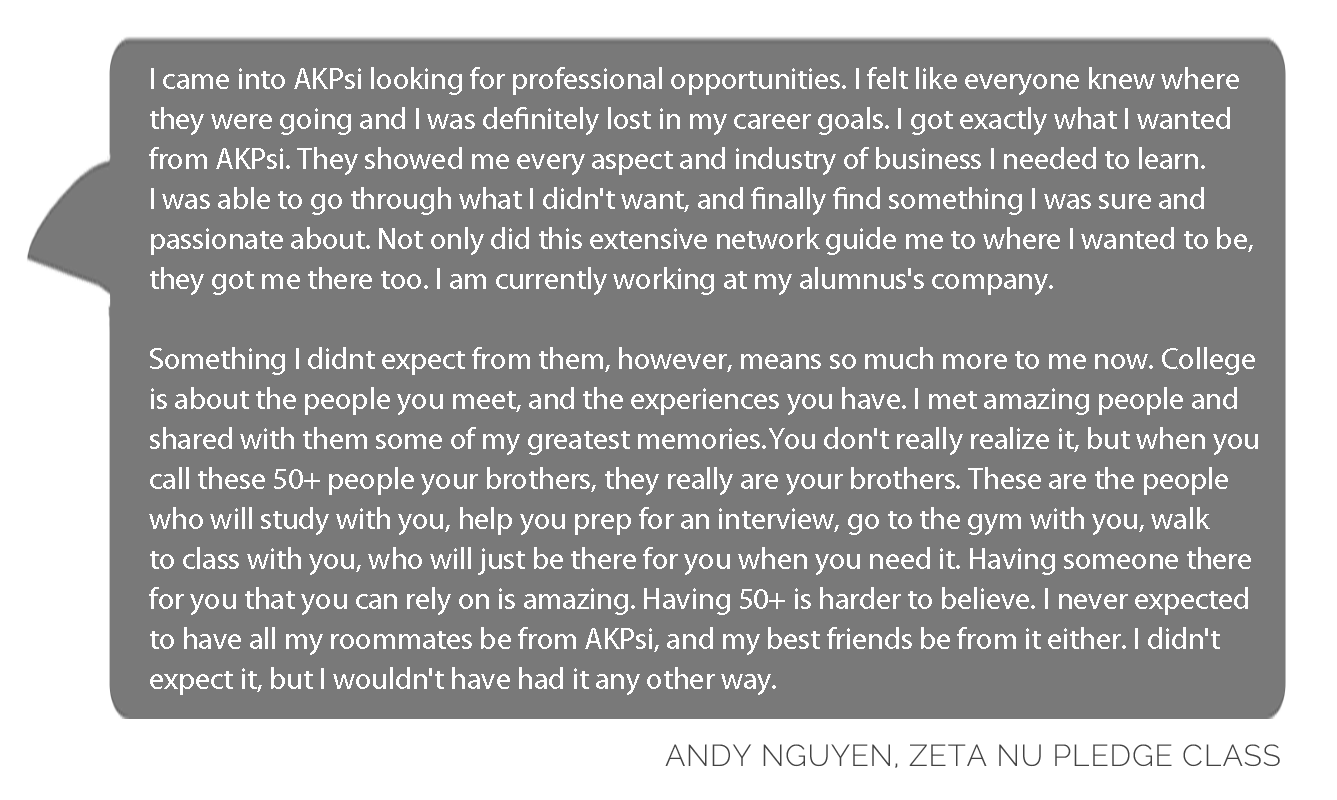 I came into AKPsi looking for professional opportunities. I felt like everyone knew where
they were going and I was definitely lost in my career goals. I got exactly what I wanted
from AKPsi. They showed me every aspect and industry of business I needed to learn.
I was able to go through what I didn't want, and finally find something I was sure and
passionate about. Not only did this extensive network guide me to where I wanted to be,
they got me there too. I am currently working at my alumnus's company.
Something I didnt expect from them, however, means so much more to me now. College
is about the people you meet, and the experiences you have. I met amazing people and
shared with them some of my greatest memories.You don't really realize it, but when you
call these 50+ people your brothers, they really are your brothers. These are the people
who will study with you, help you prep for an interview, go to the gym with you, walk
to class with you, who will just be there for you when you need it. Having someone there
for you that you can rely on is amazing. Having 50+ is harder to believe. I never expected
to have all my roommates be from AKPsi, and my best friends be from it either. I didn't
expect it, but I wouldn't have had it any other way.
ANDY NGUYEN, ZETA NU PLEDGE CLASS